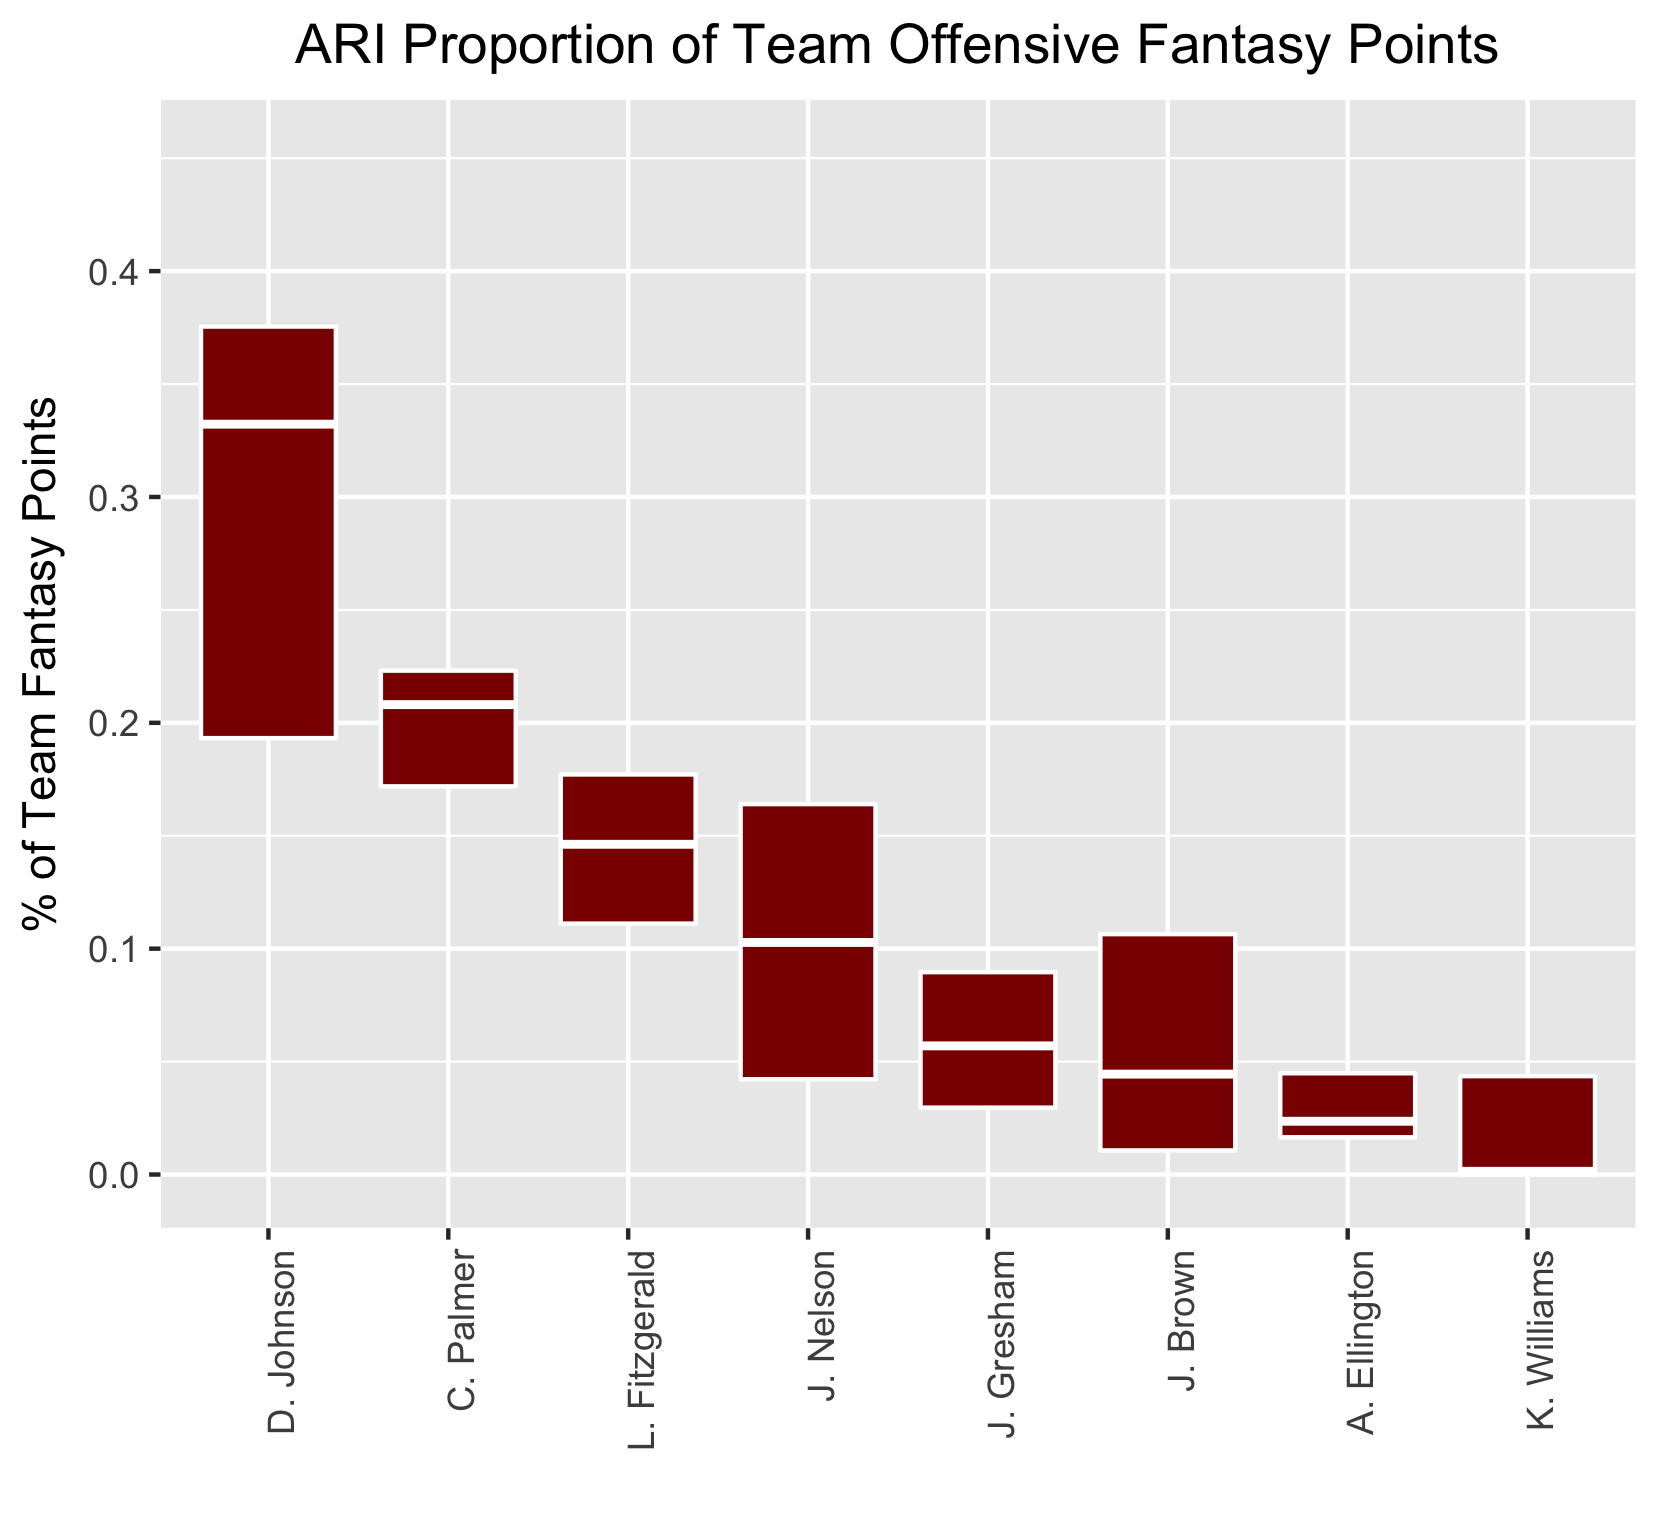 ARI Proportion of Team Offensive Fantasy Points
% of Team Fantasy Points
0.4
0.3
0.2
0.1
0.0
D. Johnson
C. Palmer
L. Fitzgerald
J. Nelson
J. Gresham
J. Brown
A. Ellington
K. Williams